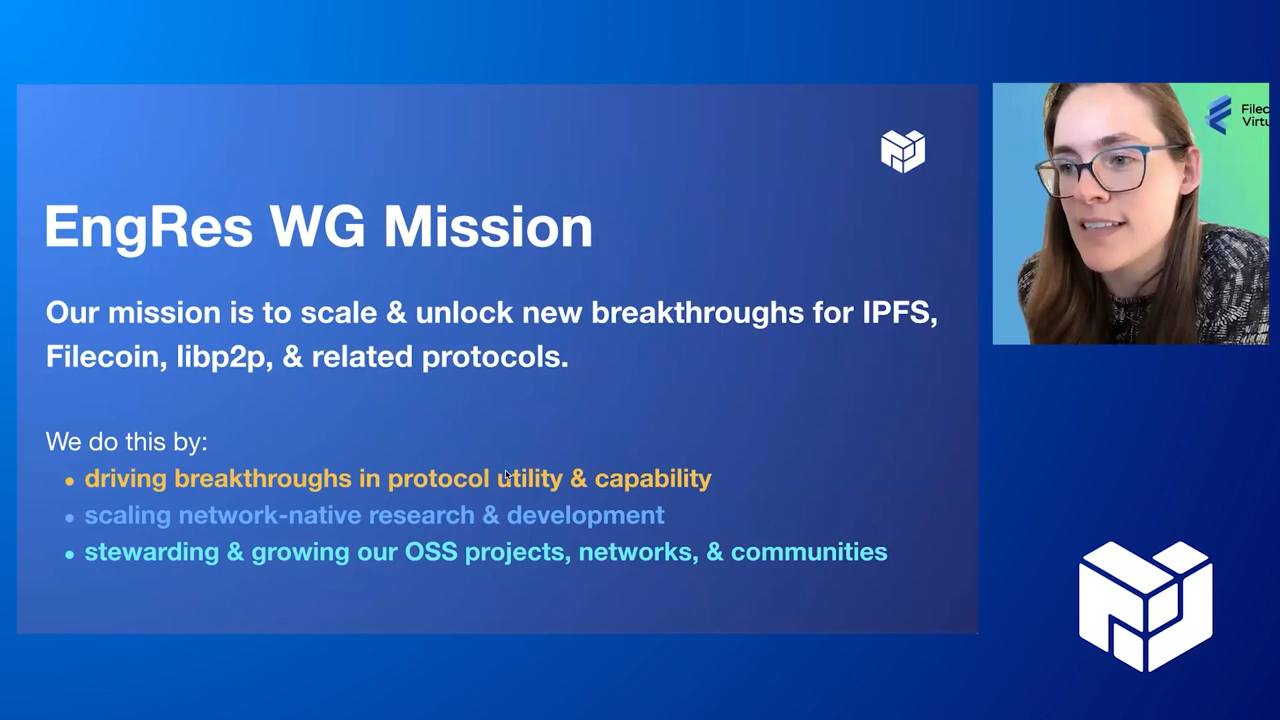 EngRes WG Mission
Our mission is to scale & unlock new breakthroughs for IPFS,
Filecoin, libp2p, & related protocols.
We do this by:
• driving breakthroughs in protocol utility & capability
• scaling network-native research & development
• stewarding & growing our OSS projects, networks, & communities